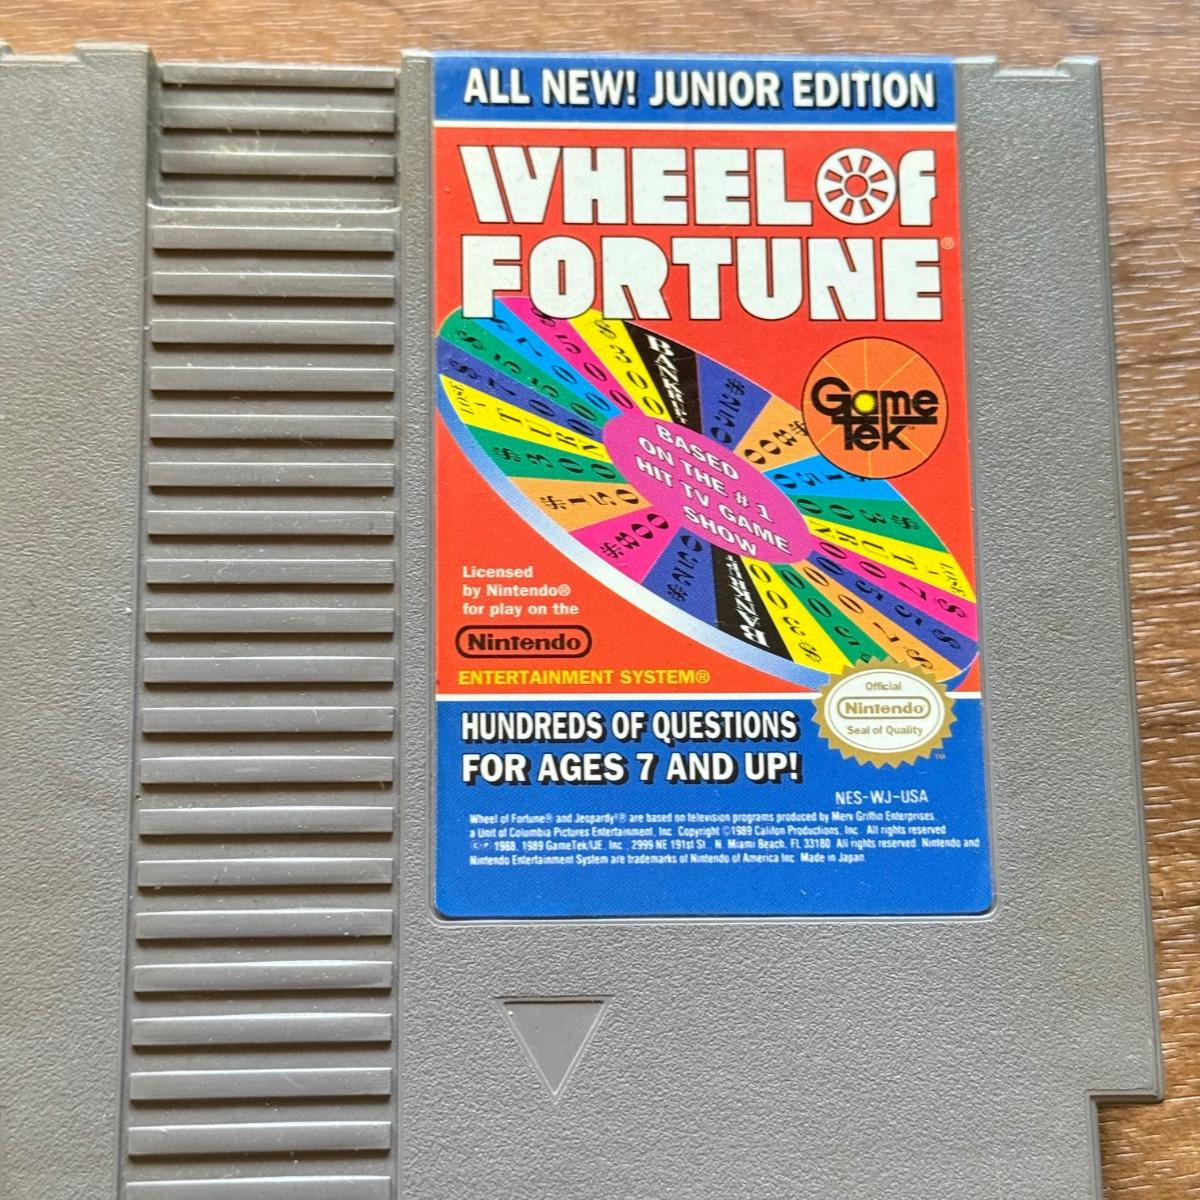 ALL NEW! JUNIOR EDITION
WHEEL OF
FORTUNE®
GameTek™
BASED
ON THE #1
HIT TV GAME
SHOW
BANKRUPT
Licensed
by Nintendo®
for play on the
Nintendo
ENTERTAINMENT SYSTEM®
Official
Nintendo
Seal of Quality
TM
HUNDREDS OF QUESTIONS
FOR AGES 7 AND UP!
NES-WJ-USA
Wheel of Fortune® and Jeopardy!® are based on television programs produced by Merv Griffin Enterprises
a Unit of Columbia Pictures Entertainment, Inc. Copyright ©1989 Califon Productions, Inc. All rights reserved
1988, 1989 GameTek/IJE, Inc., 2999 NE 191st St., N. Miami Beach, FL 33180 All rights reserved. Nintendo and
Nintendo Entertainment System are trademarks of Nintendo of America Inc. Made in Japan